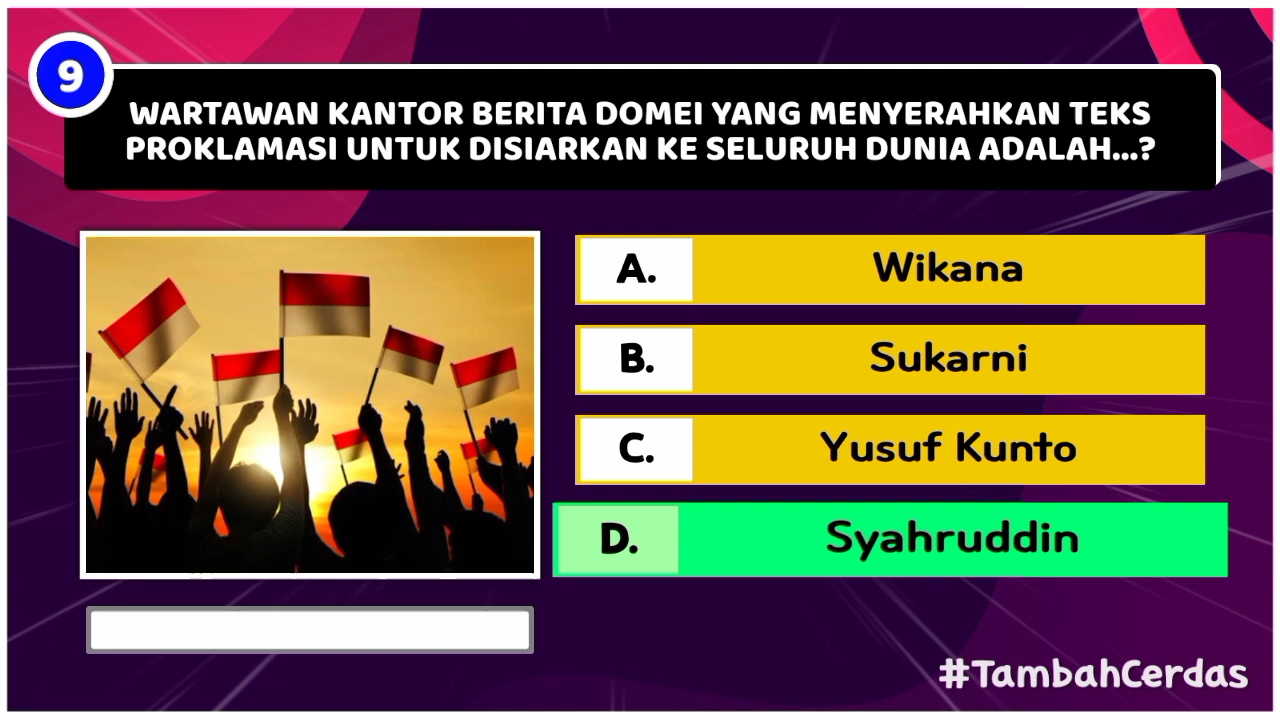 9
WARTAWAN KANTOR BERITA DOMEI YANG MENYERAHKAN TEKS
PROKLAMASI UNTUK DISIARKAN KE SELURUH DUNIA ADALAH...?
A. Wikana
B. Sukarni
C. Yusuf Kunto
D. Syahruddin
#TambahCerdas